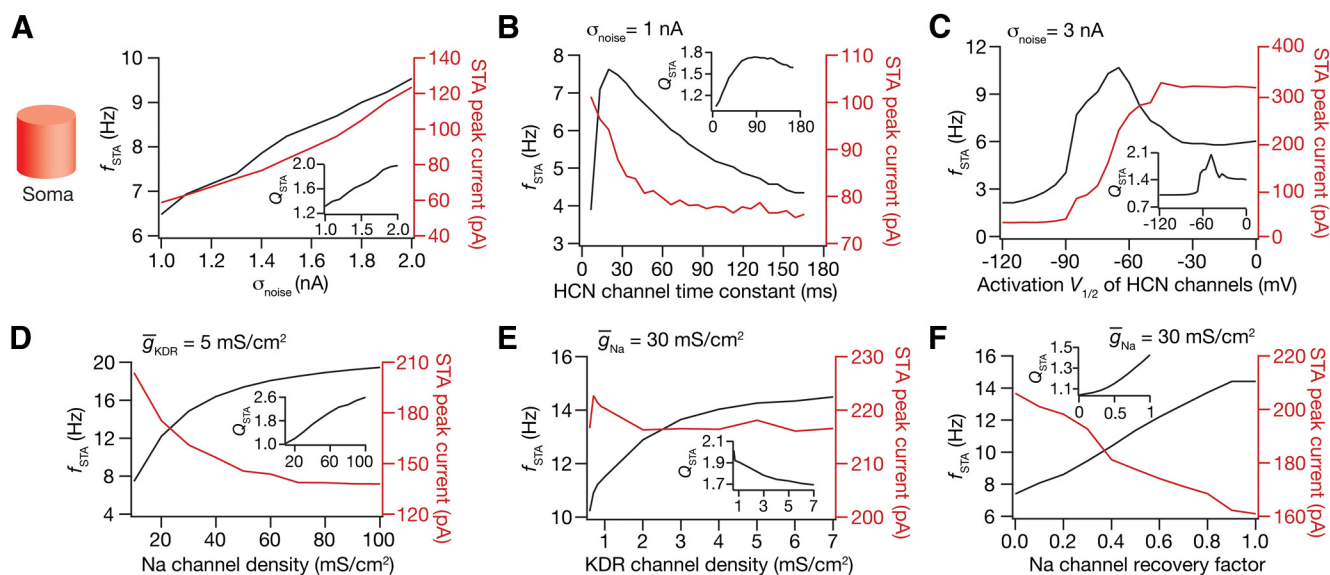 A
Soma
10
9
8
7
6
f_STA (Hz)
140
120
100
80
60
40
STA peak current (pA)
2.0
1.6
1.2
Q_STA
1.0 1.5 2.0
1.0 1.2 1.4 1.6 1.8 2.0
σ_noise (nA)
B
σ_noise = 1 nA
8
7
6
5
4
3
f_STA (Hz)
110
100
90
80
70
STA peak current (pA)
1.8
1.5
1.2
Q_STA
0 90 180
0 30 60 90 120 150 180
HCN channel time constant (ms)
C
σ_noise = 3 nA
12
9
6
3
0
f_STA (Hz)
400
300
200
100
0
STA peak current (pA)
2.1
1.4
0.7
Q_STA
-120 -60 0
-120 -90 -60 -30 0
Activation V_1/2 of HCN channels (mV)
D
g̅_KDR = 5 mS/cm²
20
16
12
8
4
f_STA (Hz)
210
190
170
150
130
STA peak current (pA)
2.6
1.8
1.0
Q_STA
20 60 100
20 40 60 80 100
Na channel density (mS/cm²)
E
g̅_Na = 30 mS/cm²
16
14
12
10
f_STA (Hz)
230
220
210
200
STA peak current (pA)
2.1
1.9
1.7
Q_STA
1 3 5 7
1 2 3 4 5 6 7
KDR channel density (mS/cm²)
F
g̅_Na = 30 mS/cm²
16
14
12
10
8
6
f_STA (Hz)
220
200
180
160
STA peak current (pA)
1.5
1.3
1.1
Q_STA
0 0.5 1
0.0 0.2 0.4 0.6 0.8 1.0
Na channel recovery factor